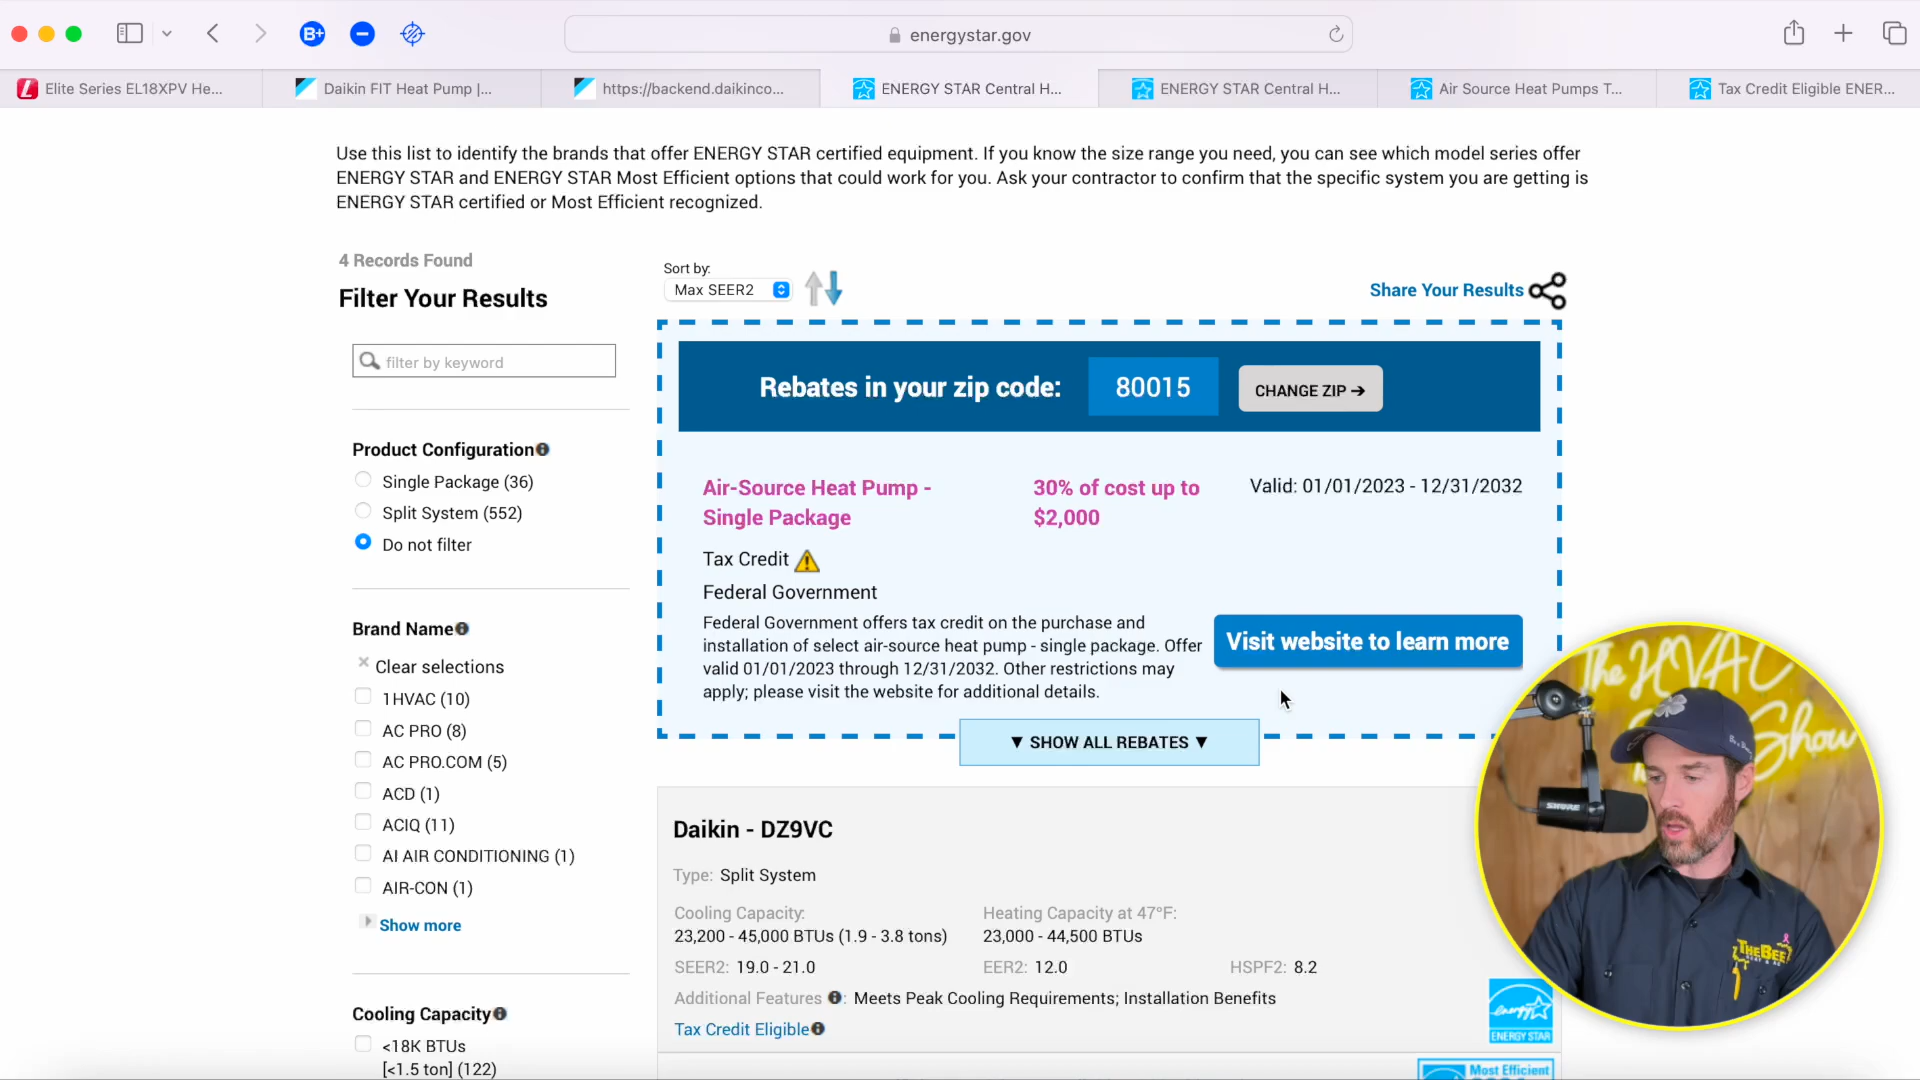 energystar.gov
Elite Series EL18XPV He...
Daikin FIT Heat Pump |...
https://backend.daikinco...
ENERGY STAR Central H...
ENERGY STAR Central H...
Air Source Heat Pumps T...
Tax Credit Eligible ENER...
Use this list to identify the brands that offer ENERGY STAR certified equipment. If you know the size range you need, you can see which model series offer
ENERGY STAR and ENERGY STAR Most Efficient options that could work for you. Ask your contractor to confirm that the specific system you are getting is
ENERGY STAR certified or Most Efficient recognized.
4 Records Found
Filter Your Results
filter by keyword
Product Configuration
Single Package (36)
Split System (552)
Do not filter
Brand Name
Clear selections
1HVAC (10)
AC PRO (8)
AC PRO.COM (5)
ACD (1)
ACIQ (11)
AI AIR CONDITIONING (1)
AIR-CON (1)
Show more
Cooling Capacity
<18K BTUs
[<1.5 ton] (122)
Sort by:
Max SEER2
Share Your Results
Rebates in your zip code: 80015 CHANGE ZIP ➔
Air-Source Heat Pump -
Single Package
30% of cost up to
$2,000
Valid: 01/01/2023 - 12/31/2032
Tax Credit
Federal Government
Federal Government offers tax credit on the purchase and
installation of select air-source heat pump - single package. Offer
valid 01/01/2023 through 12/31/2032. Other restrictions may
apply; please visit the website for additional details.
Visit website to learn more
▼ SHOW ALL REBATES ▼
Daikin - DZ9VC
Type: Split System
Cooling Capacity:
23,200 - 45,000 BTUs (1.9 - 3.8 tons)
Heating Capacity at 47°F:
23,000 - 44,500 BTUs
SEER2: 19.0 - 21.0
EER2: 12.0
HSPF2: 8.2
Additional Features : Meets Peak Cooling Requirements; Installation Benefits
Tax Credit Eligible
energy
ENERGY STAR
Most Efficient
The HVAC
Show
SHURE
THEBEE
B+